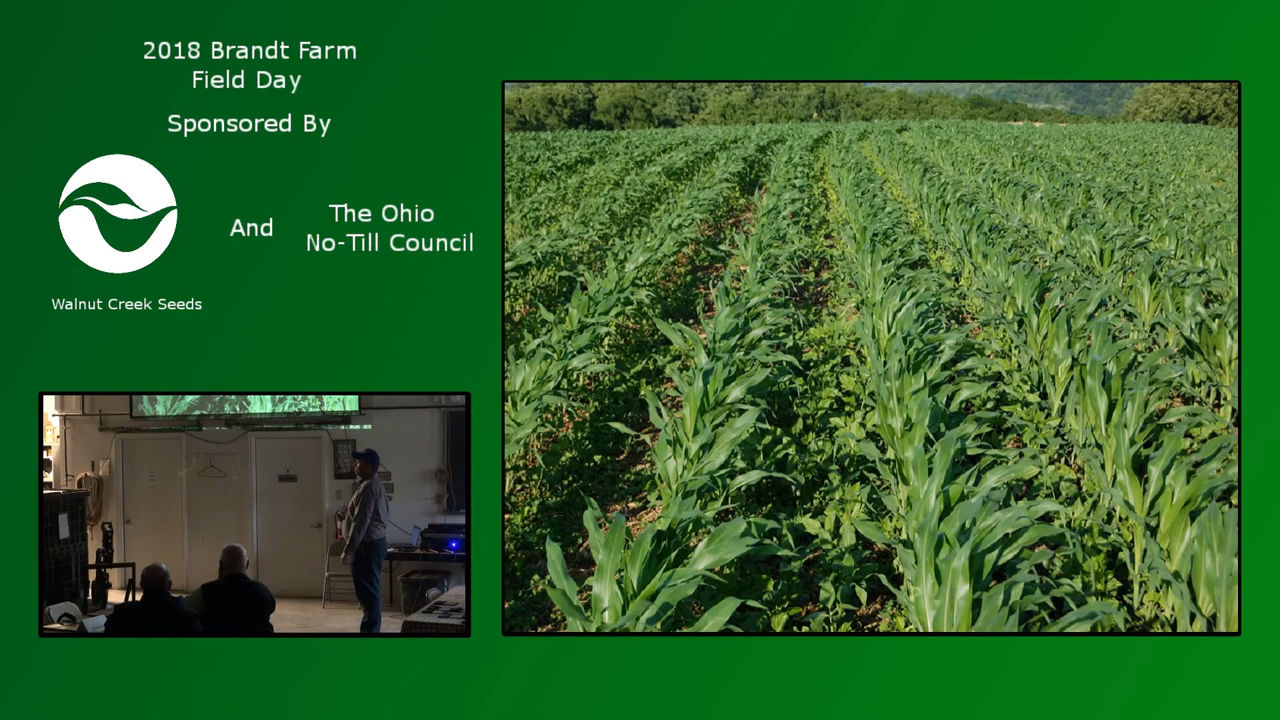 2018 Brandt Farm
Field Day
Sponsored By
And
The Ohio
No-Till Council
Walnut Creek Seeds